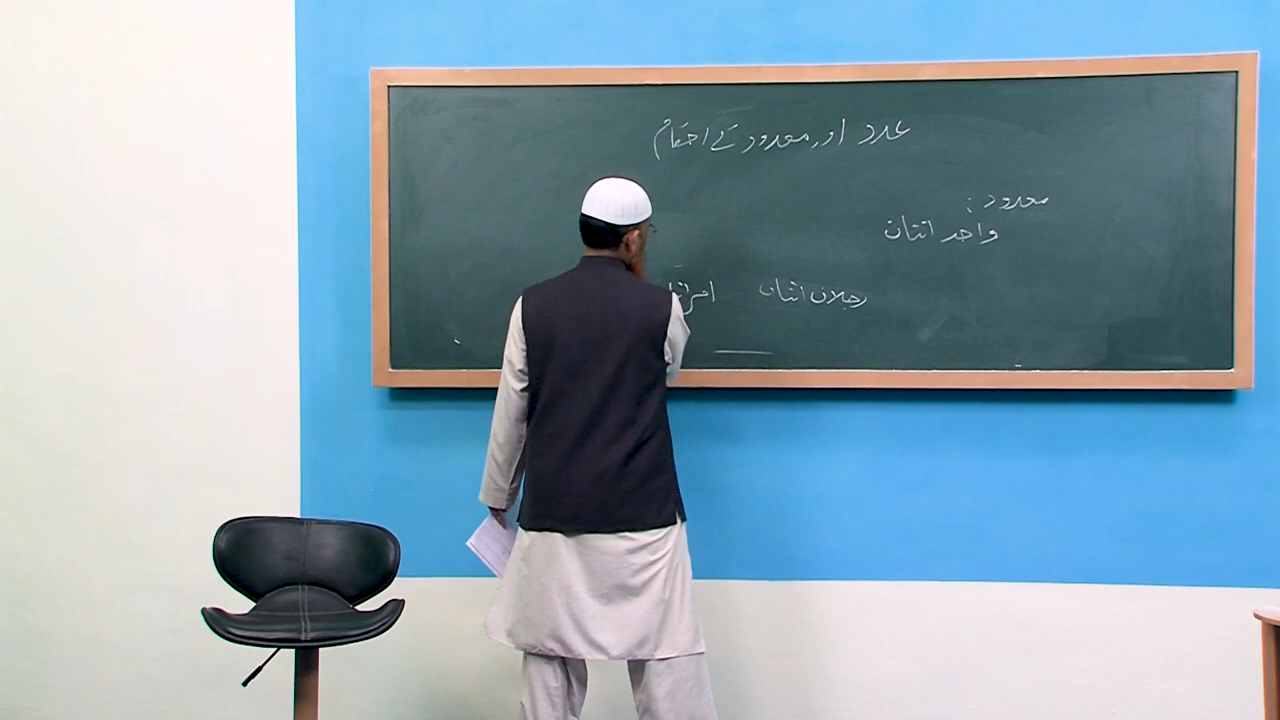 عدد اور معدود کے احکام
معدود :
واحد اثنان
رجلان اثنان